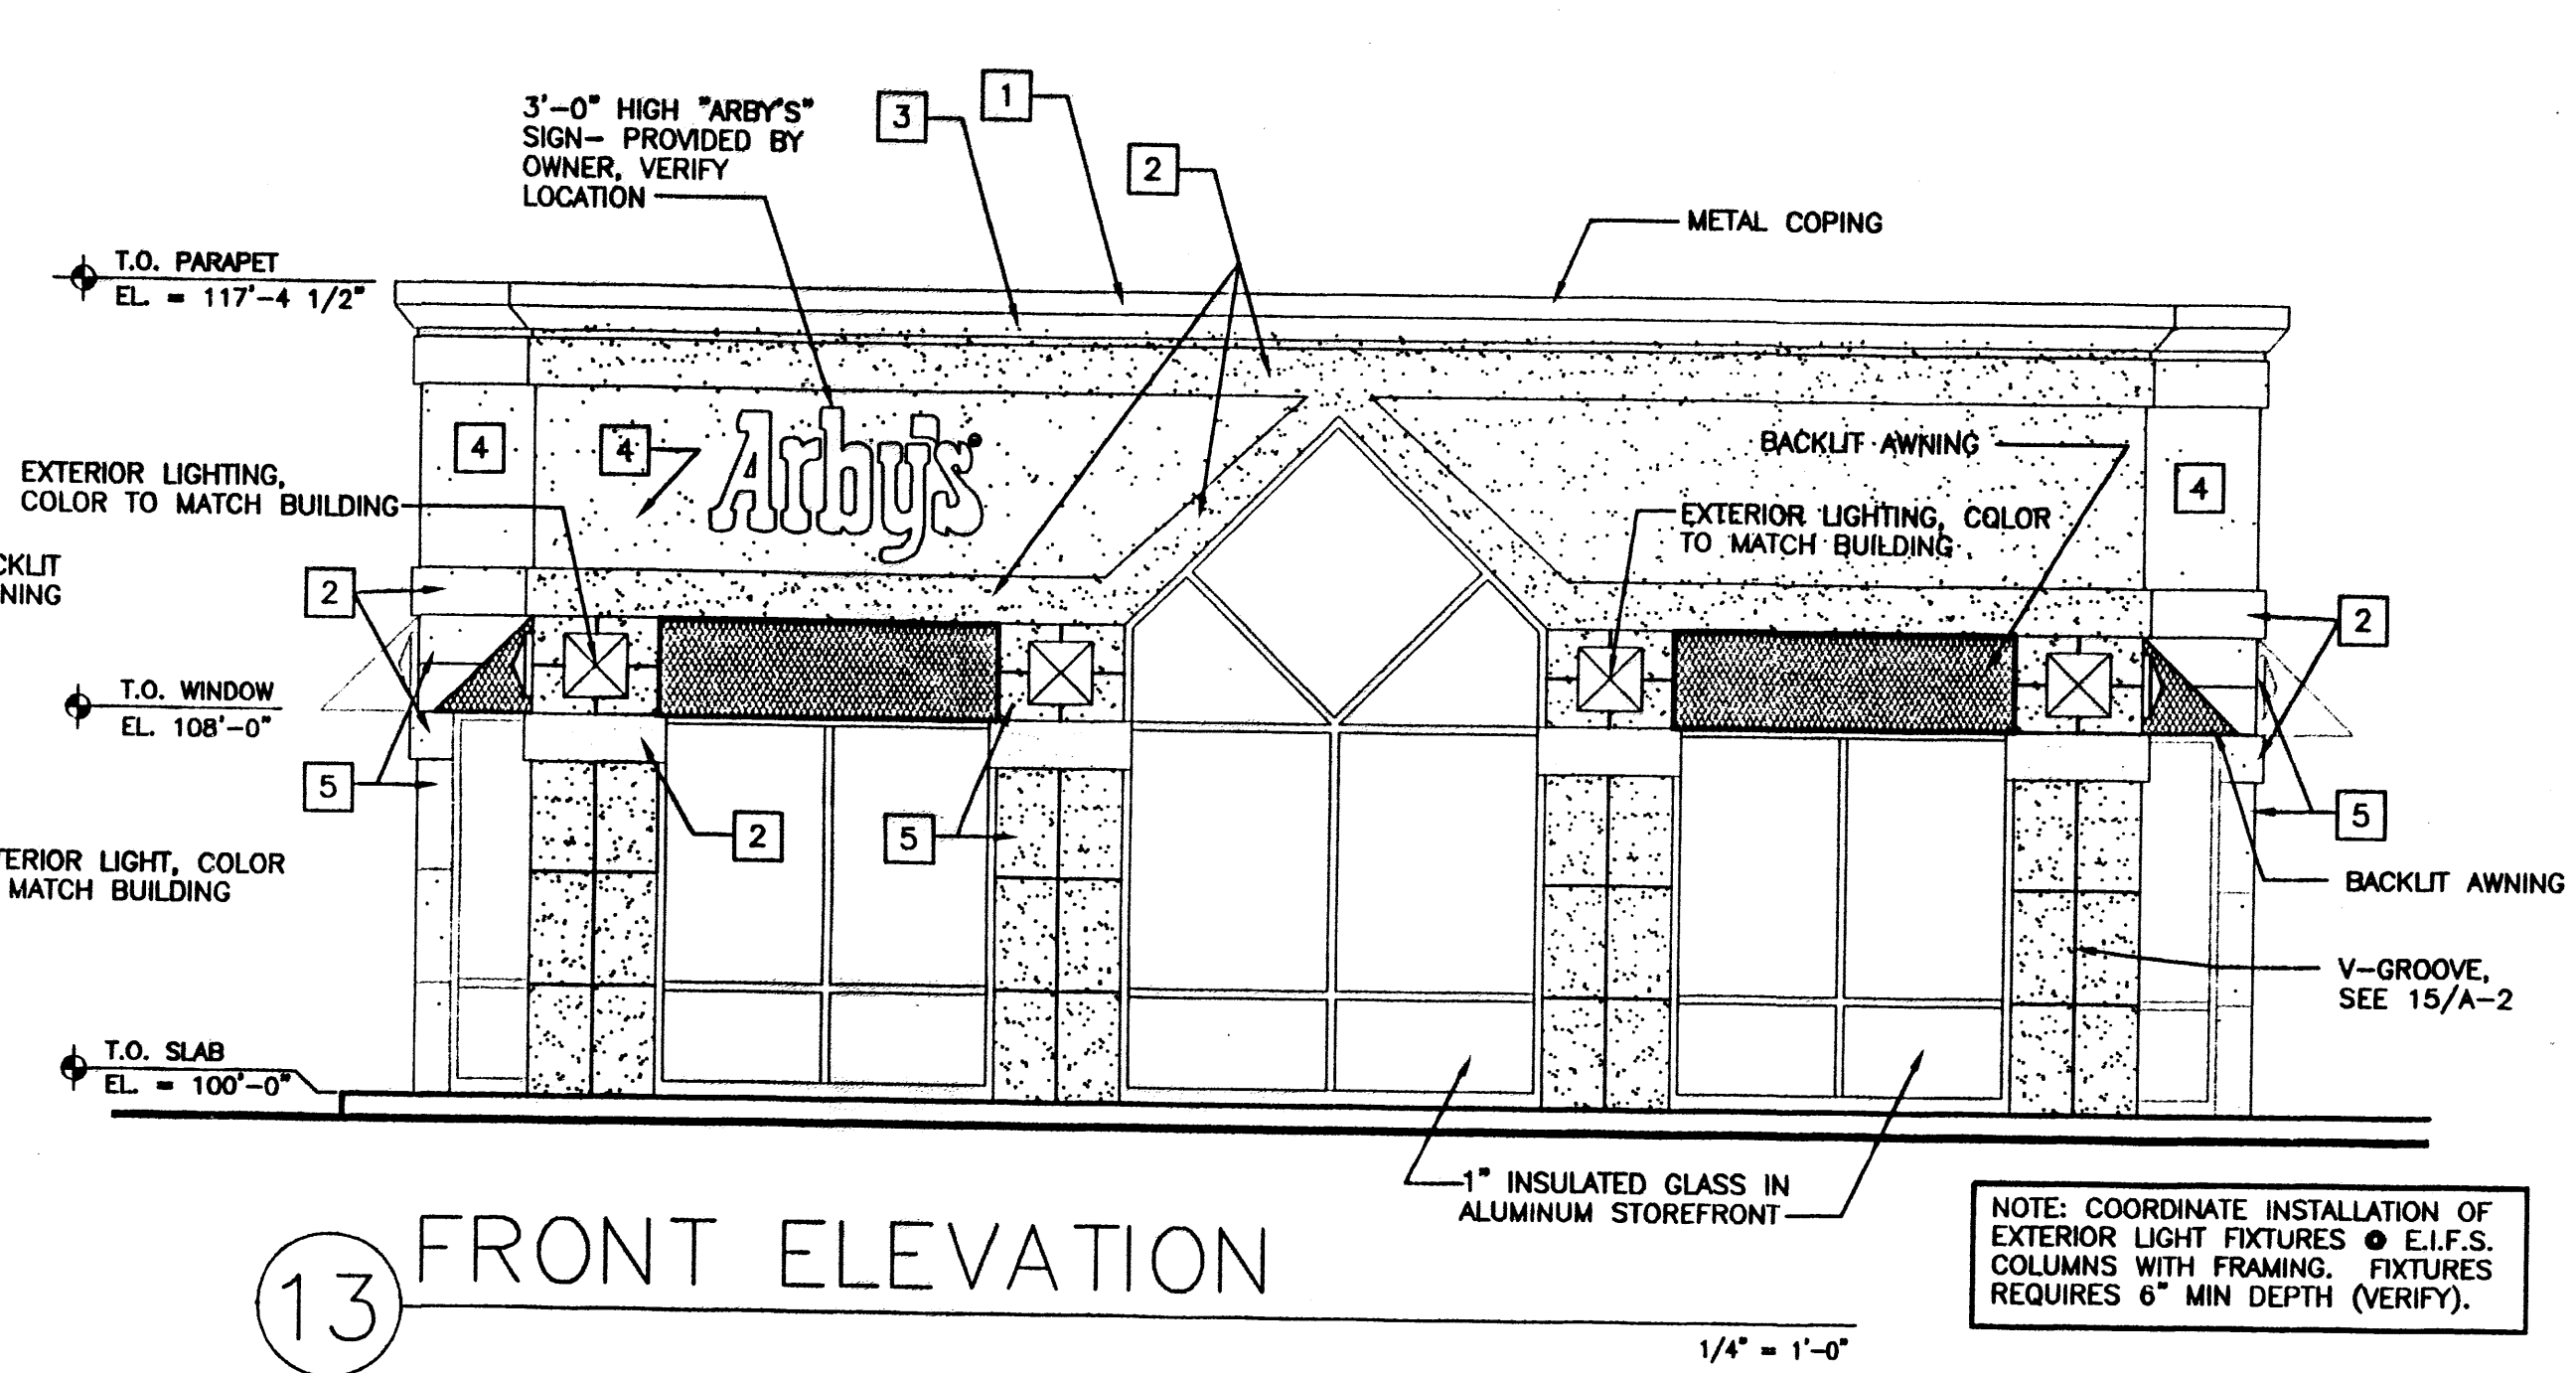 3'-0" HIGH "ARBY'S"
SIGN- PROVIDED BY
OWNER, VERIFY
LOCATION
3
1
2
METAL COPING
T.O. PARAPET
EL. = 117'-4 1/2"
4
4
Arby's
BACKLIT AWNING
4
EXTERIOR LIGHTING,
COLOR TO MATCH BUILDING
EXTERIOR LIGHTING, COLOR
TO MATCH BUILDING
CKLIT
NING
2
2
T.O. WINDOW
EL. 108'-0"
5
2
5
5
TERIOR LIGHT, COLOR
MATCH BUILDING
BACKLIT AWNING
V-GROOVE,
SEE 15/A-2
T.O. SLAB
EL. = 100'-0"
1" INSULATED GLASS IN
ALUMINUM STOREFRONT
NOTE: COORDINATE INSTALLATION OF
EXTERIOR LIGHT FIXTURES @ E.I.F.S.
COLUMNS WITH FRAMING. FIXTURES
REQUIRES 6" MIN DEPTH (VERIFY).
13
FRONT ELEVATION
1/4" = 1'-0"